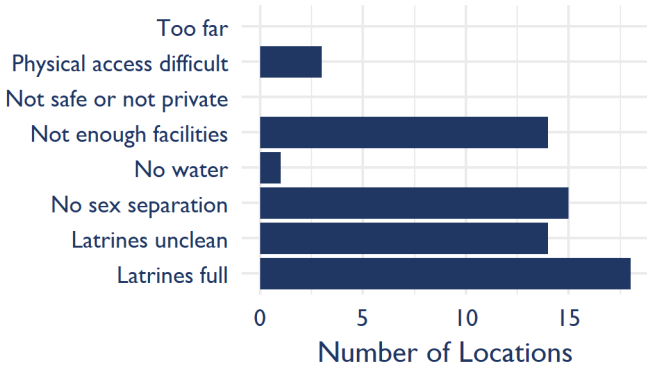 Too far
Physical access difficult
Not safe or not private
Not enough facilities
No water
No sex separation
Latrines unclean
Latrines full
0 5 10 15
Number of Locations